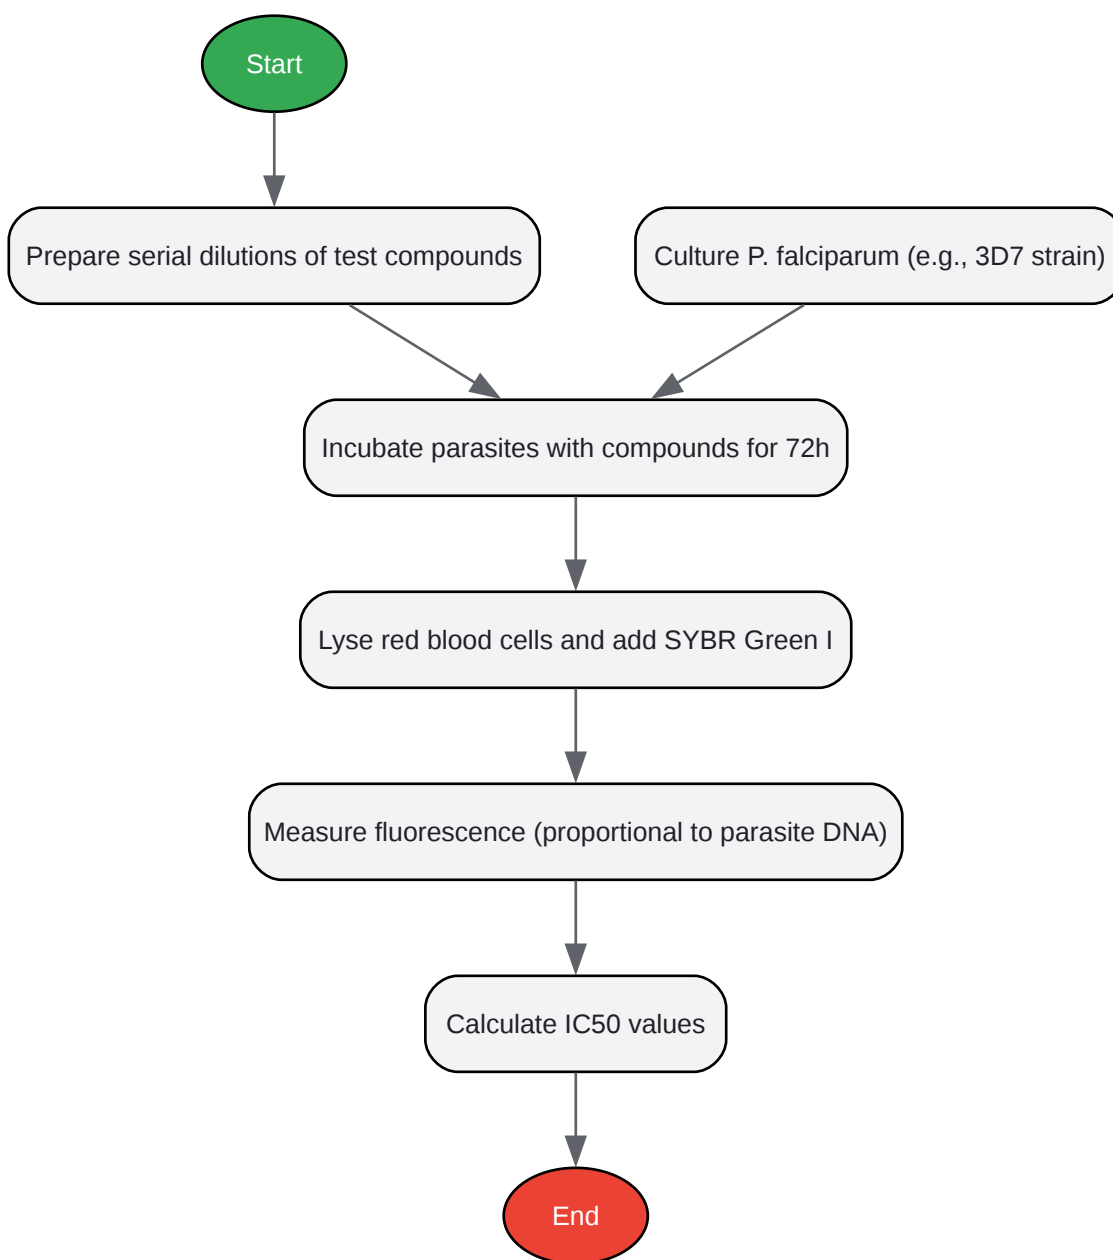 Start
Prepare serial dilutions of test compounds
Culture P. falciparum (e.g., 3D7 strain)
Incubate parasites with compounds for 72h
Lyse red blood cells and add SYBR Green I
Measure fluorescence (proportional to parasite DNA)
Calculate IC50 values
End